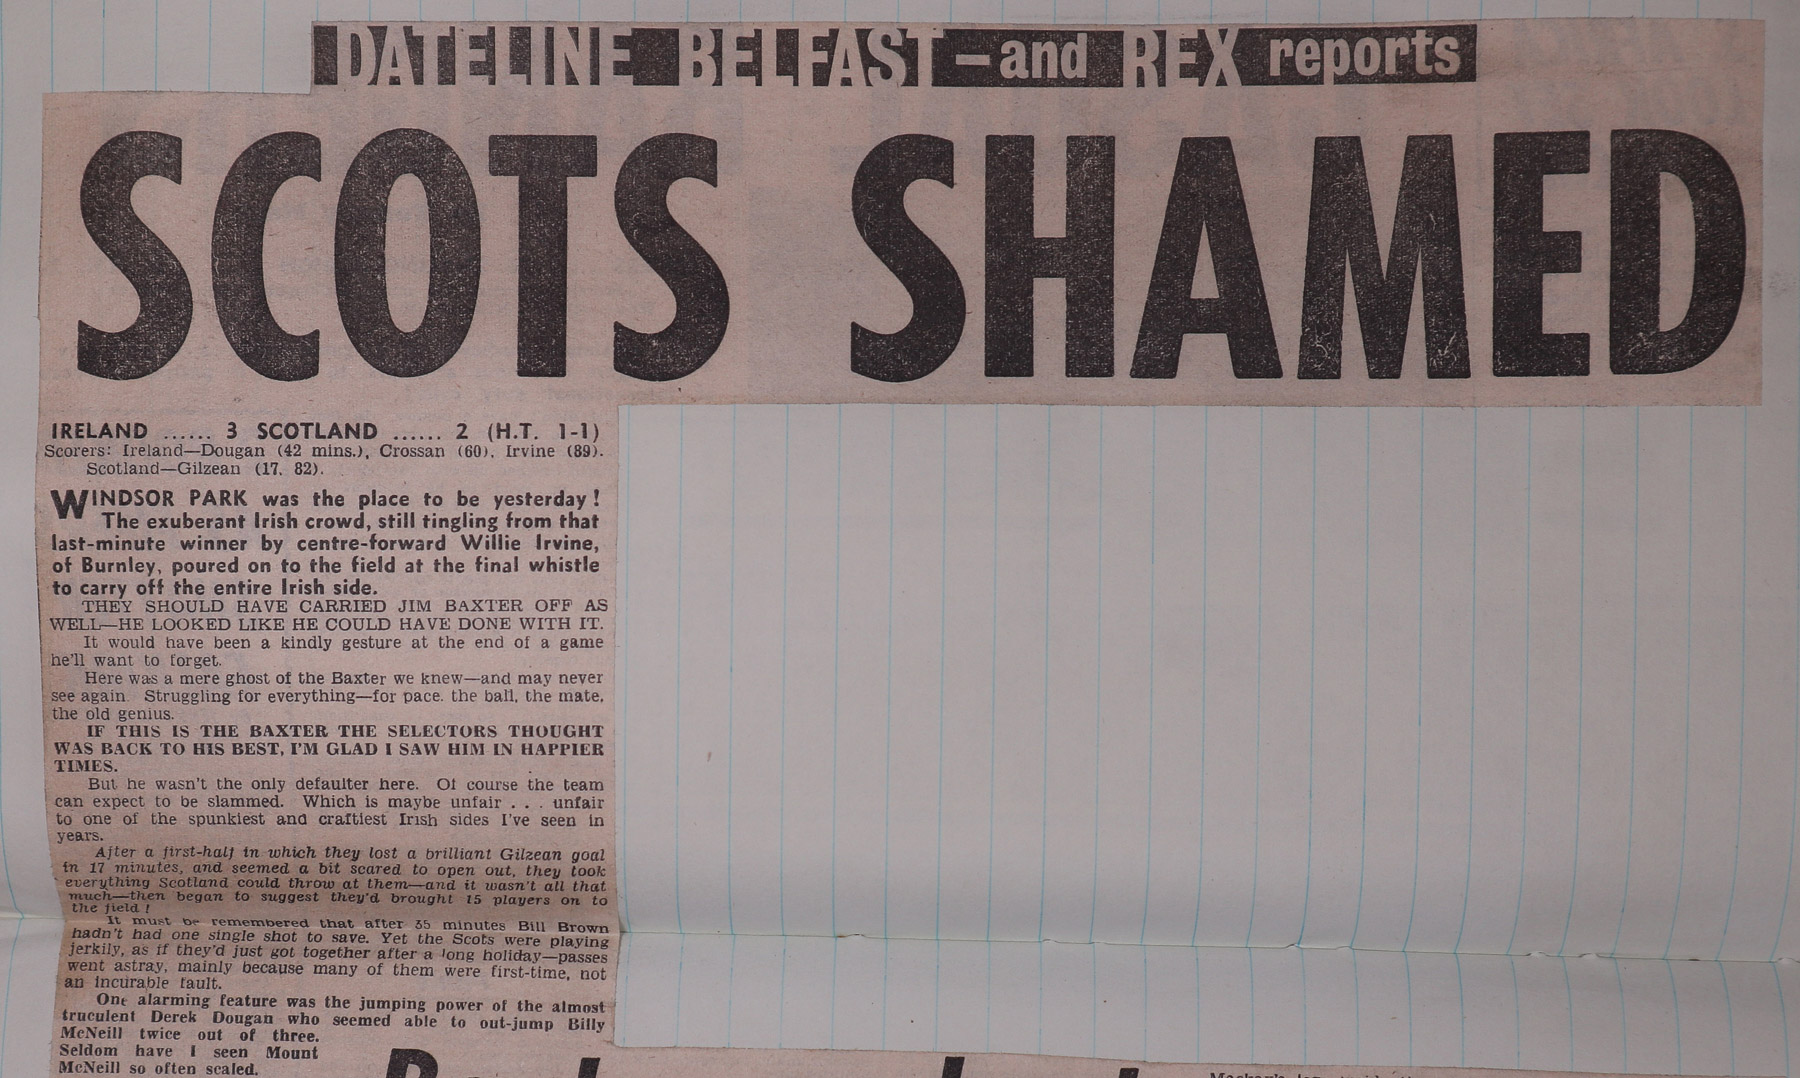 DATELINE BELFAST — and REX reports
SCOTS SHAMED
IRELAND ...... 3 SCOTLAND ...... 2 (H.T. 1-1)
Scorers: Ireland—Dougan (42 mins.), Crossan (60), Irvine (89).
Scotland—Gilzean (17, 82).
WINDSOR PARK was the place to be yesterday!
The exuberant Irish crowd, still tingling from that
last-minute winner by centre-forward Willie Irvine,
of Burnley, poured on to the field at the final whistle
to carry off the entire Irish side.
THEY SHOULD HAVE CARRIED JIM BAXTER OFF AS
WELL—HE LOOKED LIKE HE COULD HAVE DONE WITH IT.
It would have been a kindly gesture at the end of a game
he'll want to forget.
Here was a mere ghost of the Baxter we knew—and may never
see again. Struggling for everything—for pace, the ball, the mate,
the old genius.
IF THIS IS THE BAXTER THE SELECTORS THOUGHT
WAS BACK TO HIS BEST, I'M GLAD I SAW HIM IN HAPPIER
TIMES.
But he wasn't the only defaulter here. Of course the team
can expect to be slammed. Which is maybe unfair . . . unfair
to one of the spunkiest and craftiest Irish sides I've seen in
years.
After a first-half in which they lost a brilliant Gilzean goal
in 17 minutes, and seemed a bit scared to open out, they took
everything Scotland could throw at them—and it wasn't all that
much—then began to suggest they'd brought 15 players on to
the field!
It must be remembered that after 35 minutes Bill Brown
hadn't had one single shot to save. Yet the Scots were playing
jerkily, as if they'd just got together after a long holiday—passes
went astray, mainly because many of them were first-time, not
an incurable fault.
One alarming feature was the jumping power of the almost
truculent Derek Dougan who seemed able to out-jump Billy
McNeill twice out of three.
Seldom have I seen Mount
McNeill so often scaled.